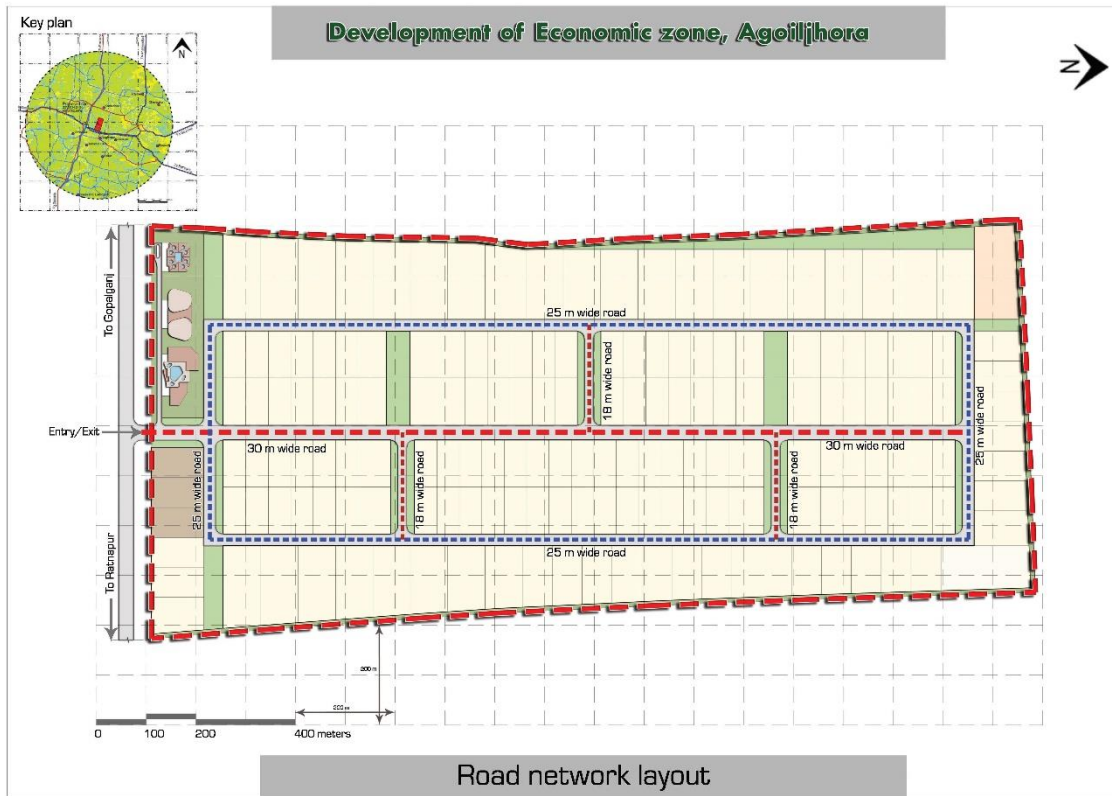 Key plan
N
Development of Economic zone, Agoiljhora
N
To Gopalganj
25 m wide road
18 m wide road
Entry/Exit
30 m wide road
30 m wide road
25 m wide road
25 m wide road
18 m wide road
18 m wide road
25 m wide road
To Ratnapur
200 m
200 m
0 100 200 400 meters
Road network layout